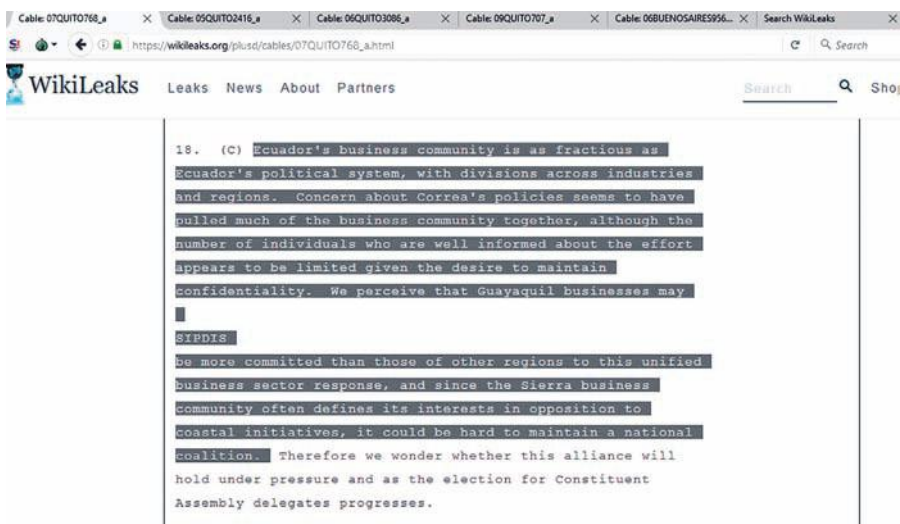 Cable: 07QUITO768_a
Cable: 05QUITO2416_a
Cable: 06QUITO3086_a
Cable: 09QUITO707_a
Cable: 06BUENOSAIRES956...
Search WikiLeaks
https://wikileaks.org/plusd/cables/07QUITO768_a.html
Search
WikiLeaks
Leaks News About Partners
Search
Shop
18. (C) Ecuador's business community is as fractious as
Ecuador's political system, with divisions across industries
and regions. Concern about Correa's policies seems to have
pulled much of the business community together, although the
number of individuals who are well informed about the effort
appears to be limited given the desire to maintain
confidentiality. We perceive that Guayaquil businesses may
SIPDIS
be more committed than those of other regions to this unified
business sector response, and since the Sierra business
community often defines its interests in opposition to
coastal initiatives, it could be hard to maintain a national
coalition. Therefore we wonder whether this alliance will
hold under pressure and as the election for Constituent
Assembly delegates progresses.